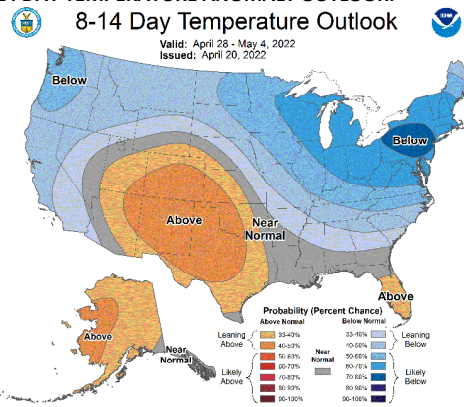 8-14 Day Temperature Outlook
Valid: April 28 - May 4, 2022
Issued: April 20, 2022
Below
Below
Above
Near
Normal
Above
Above
Near
Normal
Probability (Percent Chance)
Above Normal
Below Normal
Leaning
Above
33-40%
40-50%
50-60%
60-70%
70-80%
80-90%
90-100%
Likely
Above
Near
Normal
33-40%
40-50%
50-60%
60-70%
70-80%
80-90%
90-100%
Leaning
Below
Likely
Below